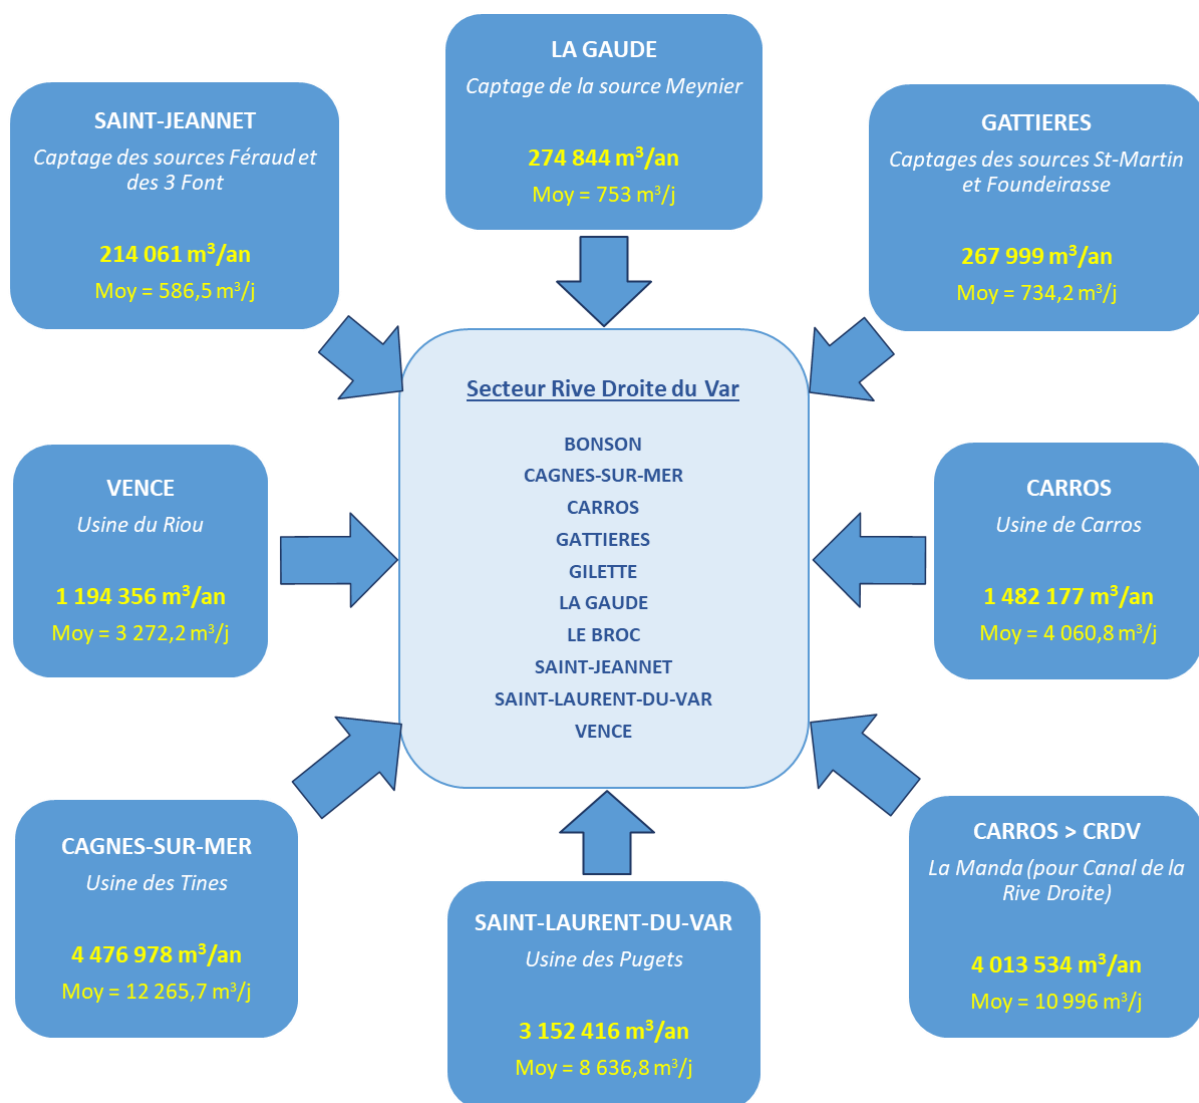 LA GAUDE
Captage de la source Meynier
274 844 m³/an
Moy = 753 m³/j
SAINT-JEANNET
Captage des sources Féraud et
des 3 Font
214 061 m³/an
Moy = 586,5 m³/j
GATTIERES
Captages des sources St-Martin
et Foundeirasse
267 999 m³/an
Moy = 734,2 m³/j
Secteur Rive Droite du Var
BONSON
CAGNES-SUR-MER
CARROS
GATTIERES
GILETTE
LA GAUDE
LE BROC
SAINT-JEANNET
SAINT-LAURENT-DU-VAR
VENCE
VENCE
Usine du Riou
1 194 356 m³/an
Moy = 3 272,2 m³/j
CARROS
Usine de Carros
1 482 177 m³/an
Moy = 4 060,8 m³/j
CAGNES-SUR-MER
Usine des Tines
4 476 978 m³/an
Moy = 12 265,7 m³/j
SAINT-LAURENT-DU-VAR
Usine des Pugets
3 152 416 m³/an
Moy = 8 636,8 m³/j
CARROS > CRDV
La Manda (pour Canal de la
Rive Droite)
4 013 534 m³/an
Moy = 10 996 m³/j